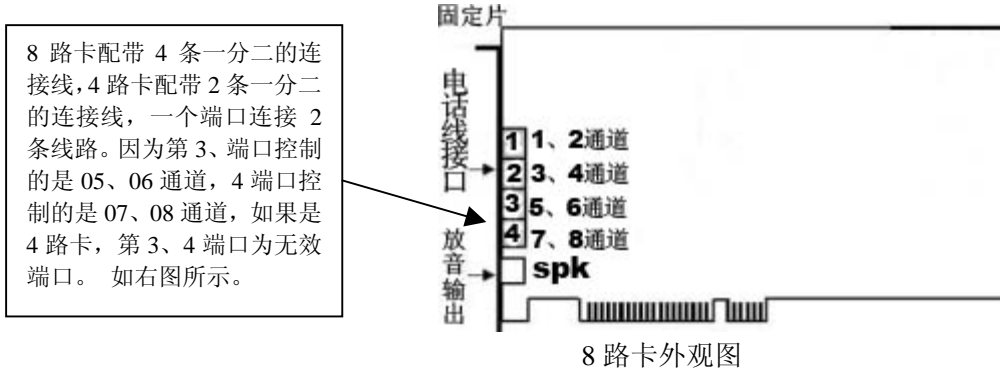 8 路卡配带 4 条一分二的连
接线，4 路卡配带 2 条一分二
的连接线，一个端口连接 2
条线路。因为第 3、端口控制
的是 05、06 通道，4 端口控
制的是 07、08 通道，如果是
4 路卡，第 3、4 端口为无效
端口。 如右图所示。
固定片
电话线接口
1 1、2通道
2 3、4通道
3 5、6通道
4 7、8通道
放音输出
spk
8 路卡外观图